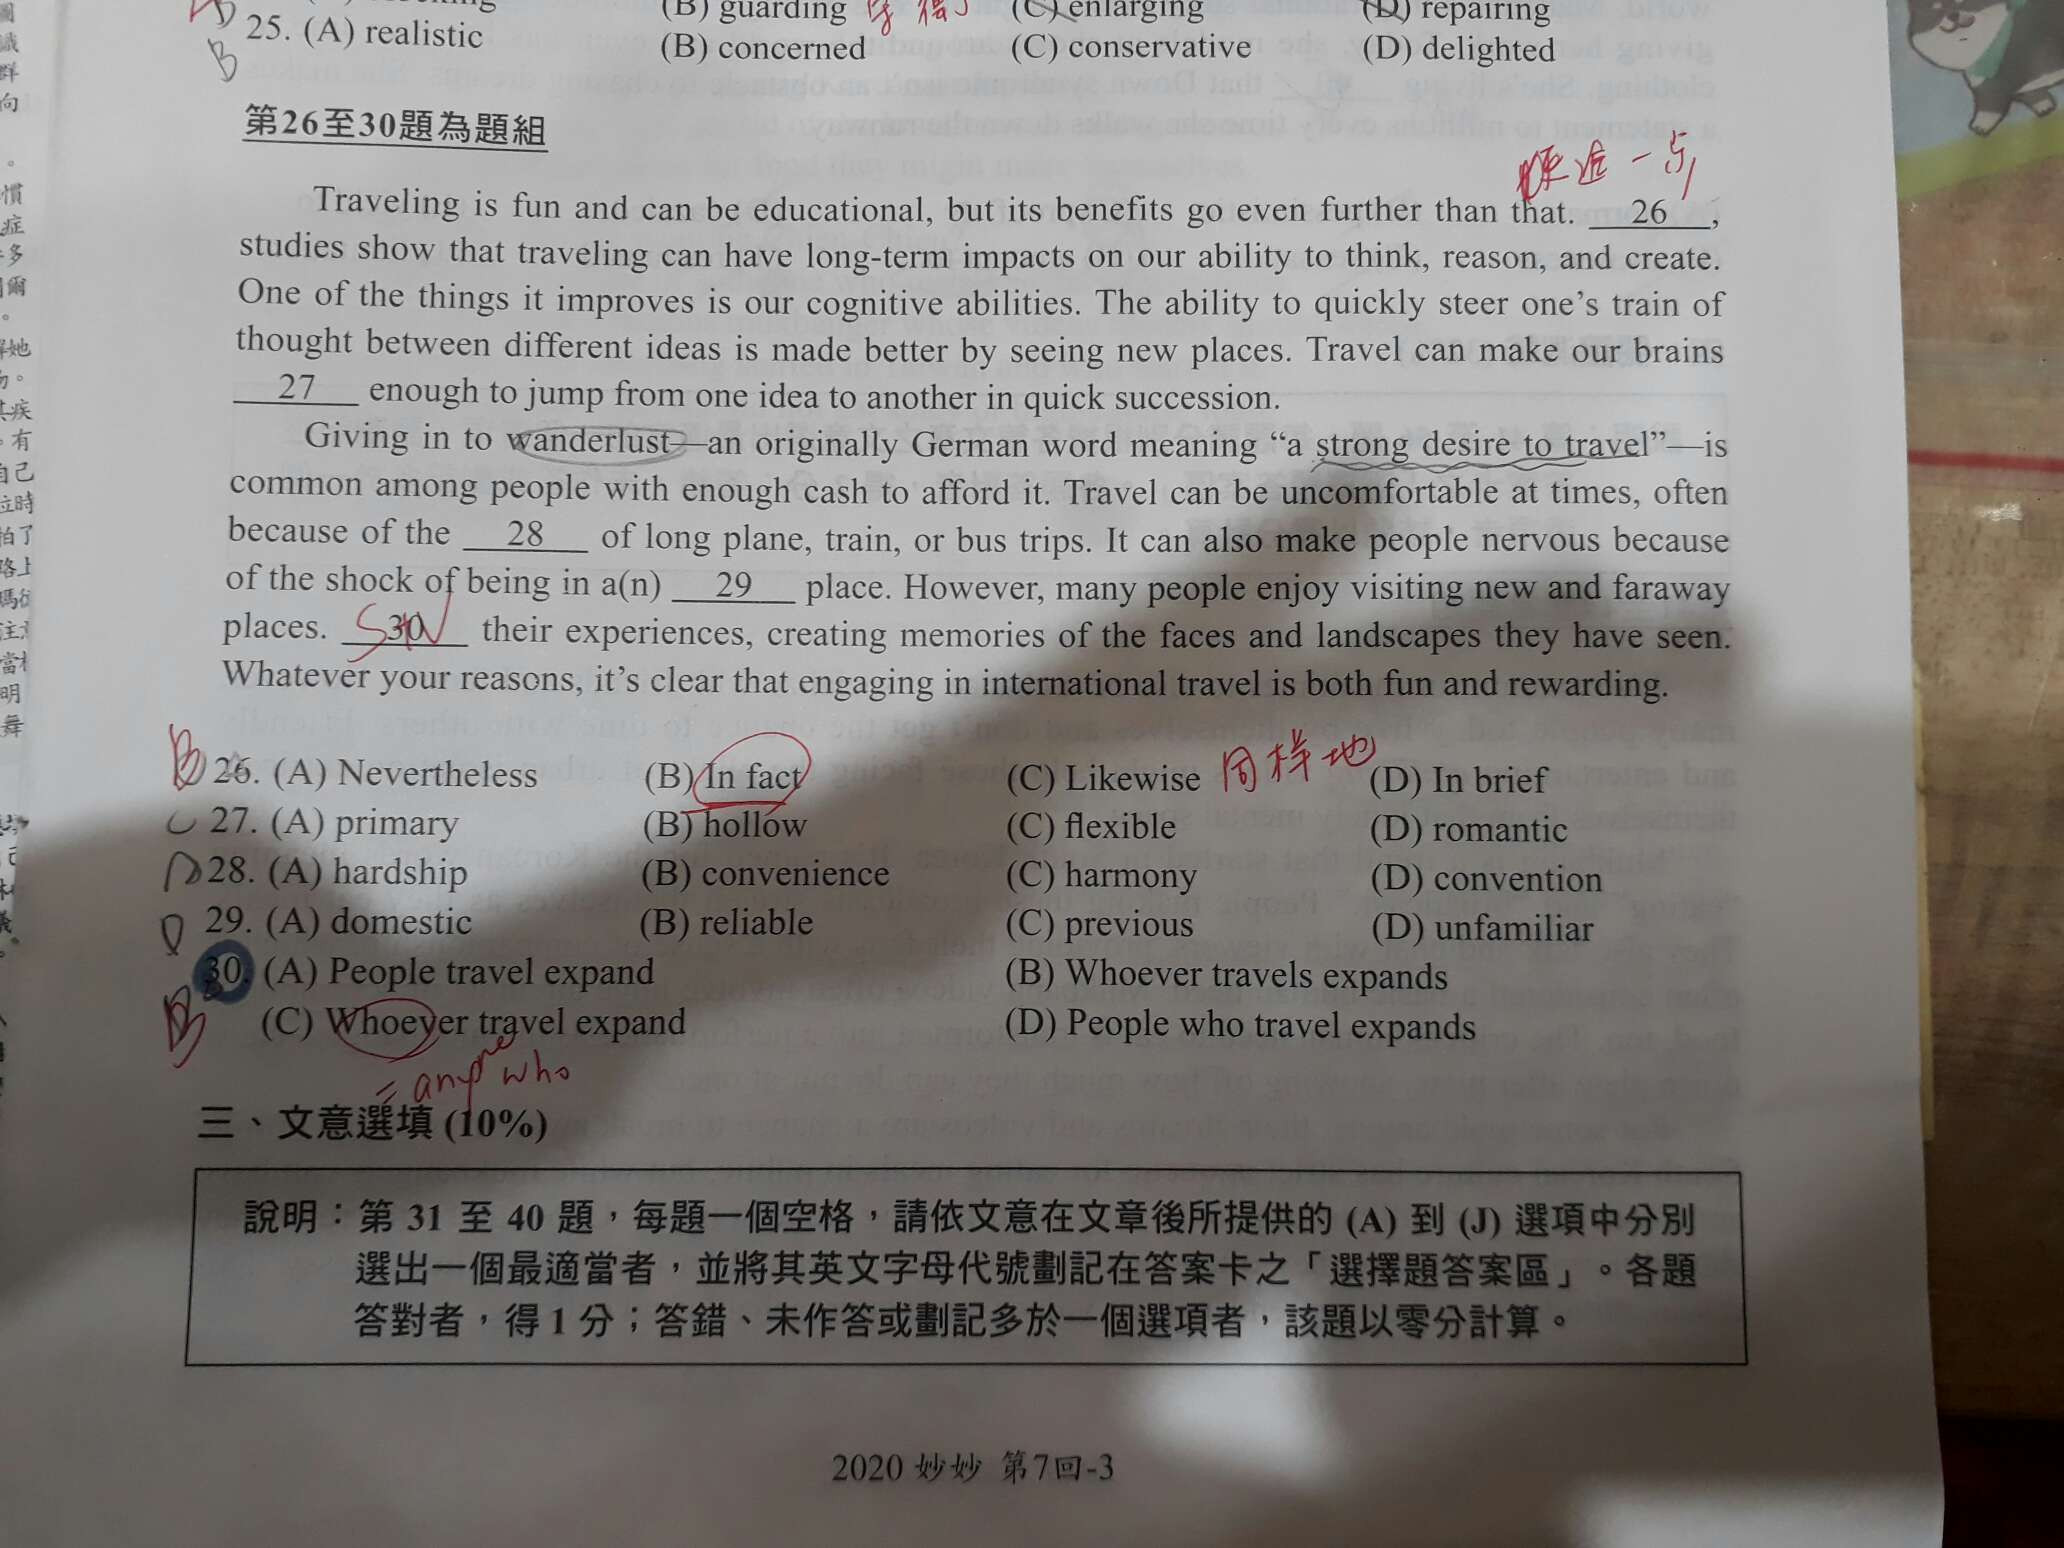 (B) guarding (C) enlarging (D) repairing
25. (A) realistic (B) concerned (C) conservative (D) delighted
B
第26至30題為題組
一點
Traveling is fun and can be educational, but its benefits go even further than that. 26 ,
studies show that traveling can have long-term impacts on our ability to think, reason, and create.
One of the things it improves is our cognitive abilities. The ability to quickly steer one's train of
thought between different ideas is made better by seeing new places. Travel can make our brains
27 enough to jump from one idea to another in quick succession.
Giving in to wanderlust—an originally German word meaning “a strong desire to travel”—is
common among people with enough cash to afford it. Travel can be uncomfortable at times, often
because of the 28 of long plane, train, or bus trips. It can also make people nervous because
of the shock of being in a(n) 29 place. However, many people enjoy visiting new and faraway
places. 30 their experiences, creating memories of the faces and landscapes they have seen.
S+V
Whatever your reasons, it's clear that engaging in international travel is both fun and rewarding.
B 26. (A) Nevertheless (B) In fact (C) Likewise 同樣地 (D) In brief
C 27. (A) primary (B) hollow (C) flexible (D) romantic
28. (A) hardship (B) convenience (C) harmony (D) convention
D 29. (A) domestic (B) reliable (C) previous (D) unfamiliar
30. (A) People travel expand (B) Whoever travels expands
B (C) Whoever travel expand (D) People who travel expands
= anyone who
三、文意選填 (10%)
說明：第 31 至 40 題，每題一個空格，請依文意在文章後所提供的 (A) 到 (J) 選項中分別
選出一個最適當者，並將其英文字母代號劃記在答案卡之「選擇題答案區」。各題
答對者，得 1 分；答錯、未作答或劃記多於一個選項者，該題以零分計算。
2020 妙妙 第7回-3